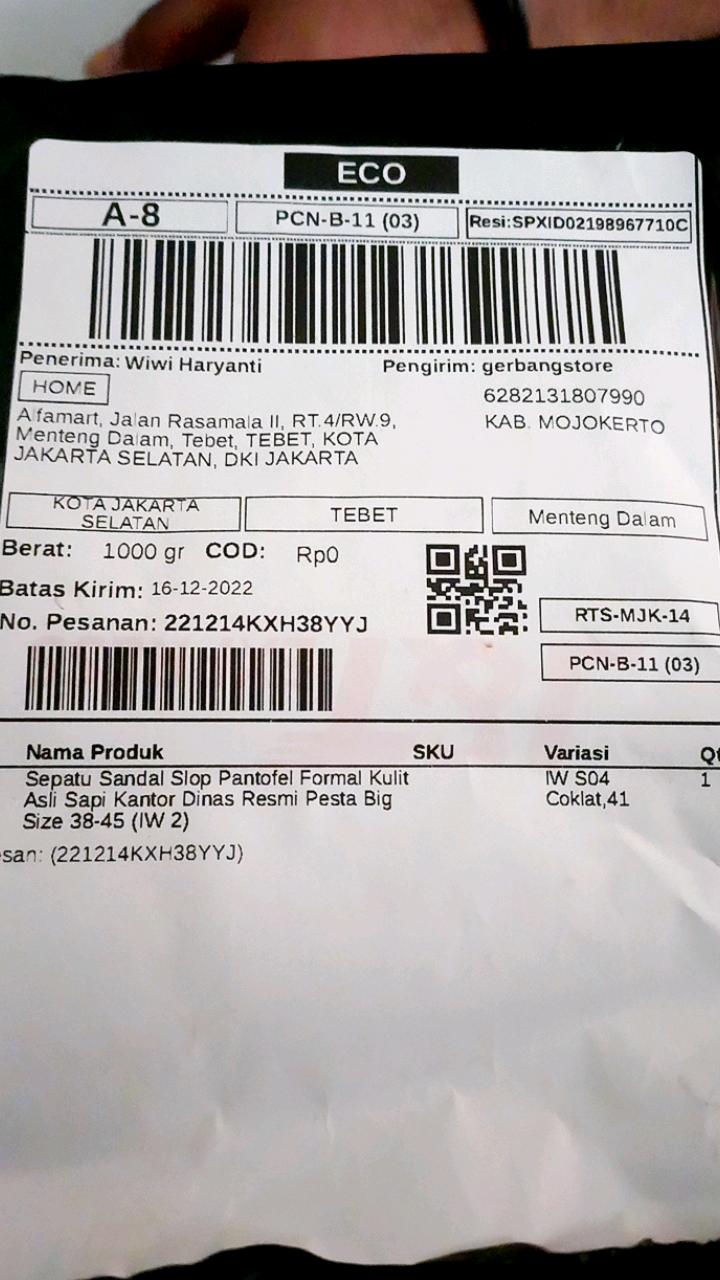 ECO
A-8 PCN-B-11 (03) Resi:SPXID02198967710C
Penerima: Wiwi Haryanti Pengirim: gerbangstore
HOME 6282131807990
Alfamart, Jalan Rasamala II, RT.4/RW.9, KAB. MOJOKERTO
Menteng Dalam, Tebet, TEBET, KOTA
JAKARTA SELATAN, DKI JAKARTA
KOTA JAKARTA
SELATAN TEBET Menteng Dalam
Berat: 1000 gr COD: Rp0
Batas Kirim: 16-12-2022
No. Pesanan: 221214KXH38YYJ RTS-MJK-14
PCN-B-11 (03)
Nama Produk SKU Variasi Qt
Sepatu Sandal Slop Pantofel Formal Kulit IW S04 1
Asli Sapi Kantor Dinas Resmi Pesta Big Coklat,41
Size 38-45 (IW 2)
esan: (221214KXH38YYJ)